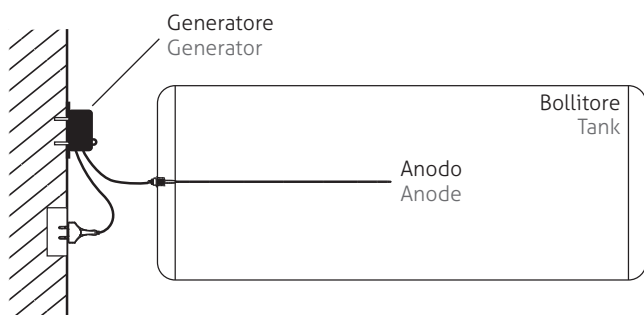 Generatore
Generator
Bollitore
Tank
Anodo
Anode